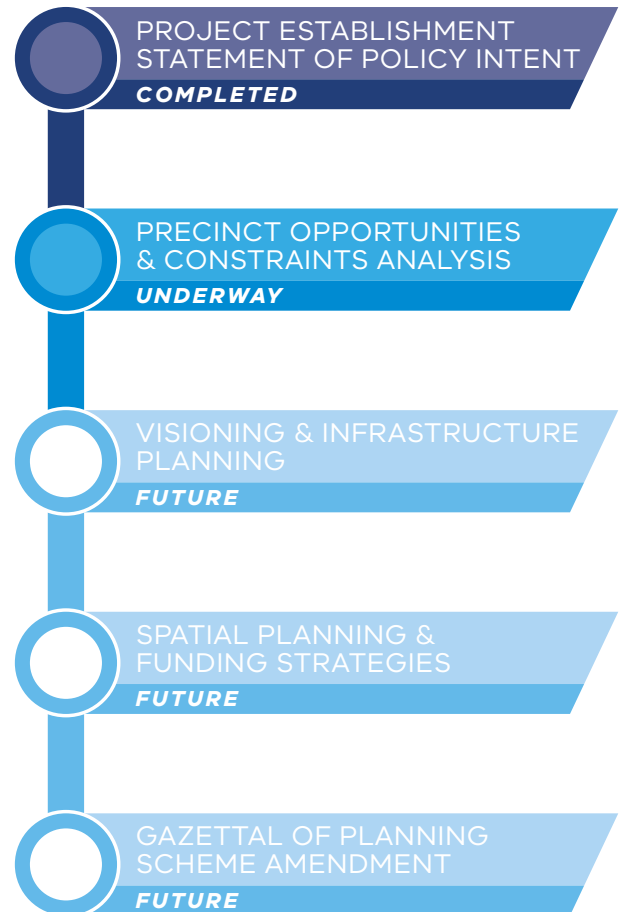 PROJECT ESTABLISHMENT
STATEMENT OF POLICY INTENT
COMPLETED
PRECINCT OPPORTUNITIES
& CONSTRAINTS ANALYSIS
UNDERWAY
VISIONING & INFRASTRUCTURE
PLANNING
FUTURE
SPATIAL PLANNING &
FUNDING STRATEGIES
FUTURE
GAZETTAL OF PLANNING
SCHEME AMENDMENT
FUTURE